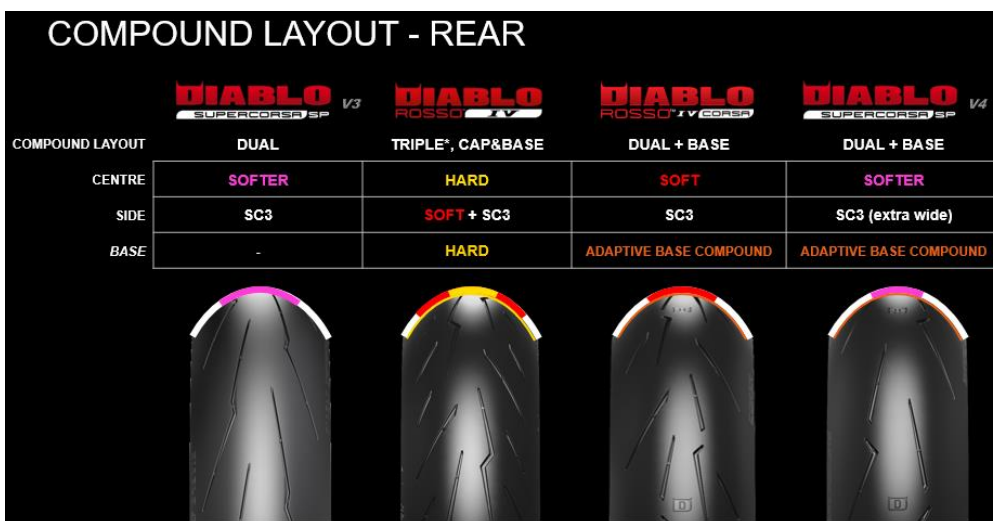 COMPOUND LAYOUT - REAR
DIABLO SUPERCORSA SP V3
DIABLO ROSSO IV
DIABLO ROSSO™ IV CORSA
DIABLO SUPERCORSA SP V4
COMPOUND LAYOUT DUAL TRIPLE*, CAP&BASE DUAL + BASE DUAL + BASE
CENTRE SOFTER HARD SOFT SOFTER
SIDE SC3 SOFT + SC3 SC3 SC3 (extra wide)
BASE - HARD ADAPTIVE BASE COMPOUND ADAPTIVE BASE COMPOUND
D D